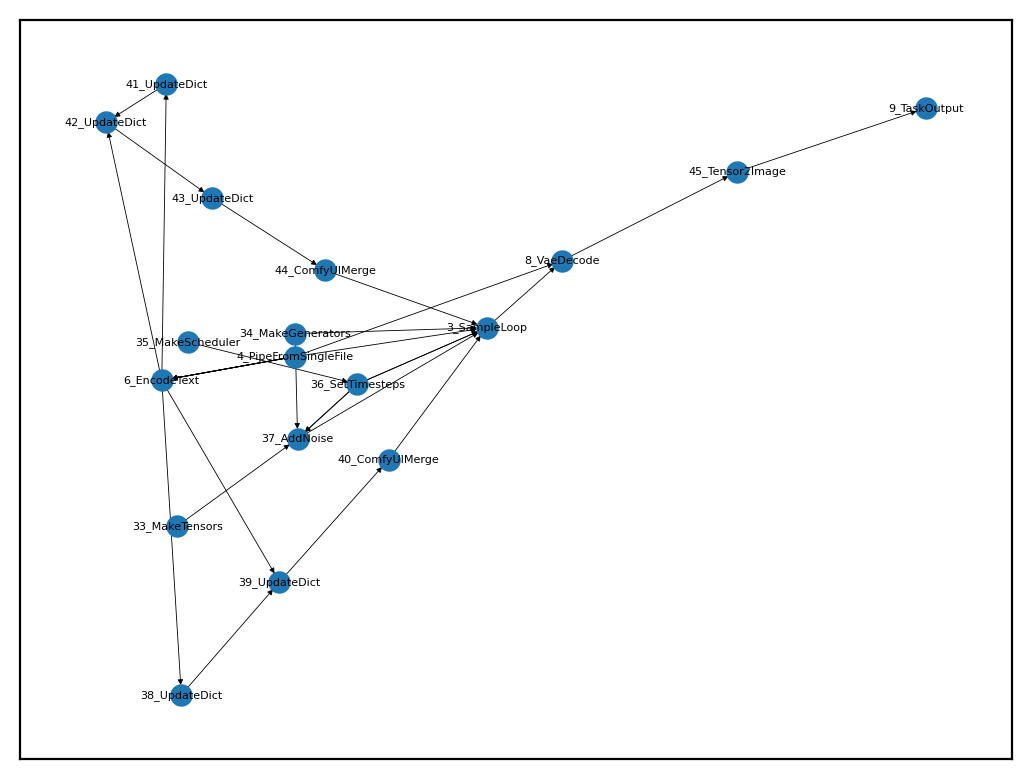 41_UpdateDict
9_TaskOutput
42_UpdateDict
45_Tensor2Image
43_UpdateDict
8_VaeDecode
44_ComfyUIMerge
3_SampleLoop
34_MakeGenerators
35_MakeScheduler
4_PipeFromSingleFile
6_EncodeText
36_SetTimesteps
37_AddNoise
40_ComfyUIMerge
33_MakeTensors
39_UpdateDict
38_UpdateDict